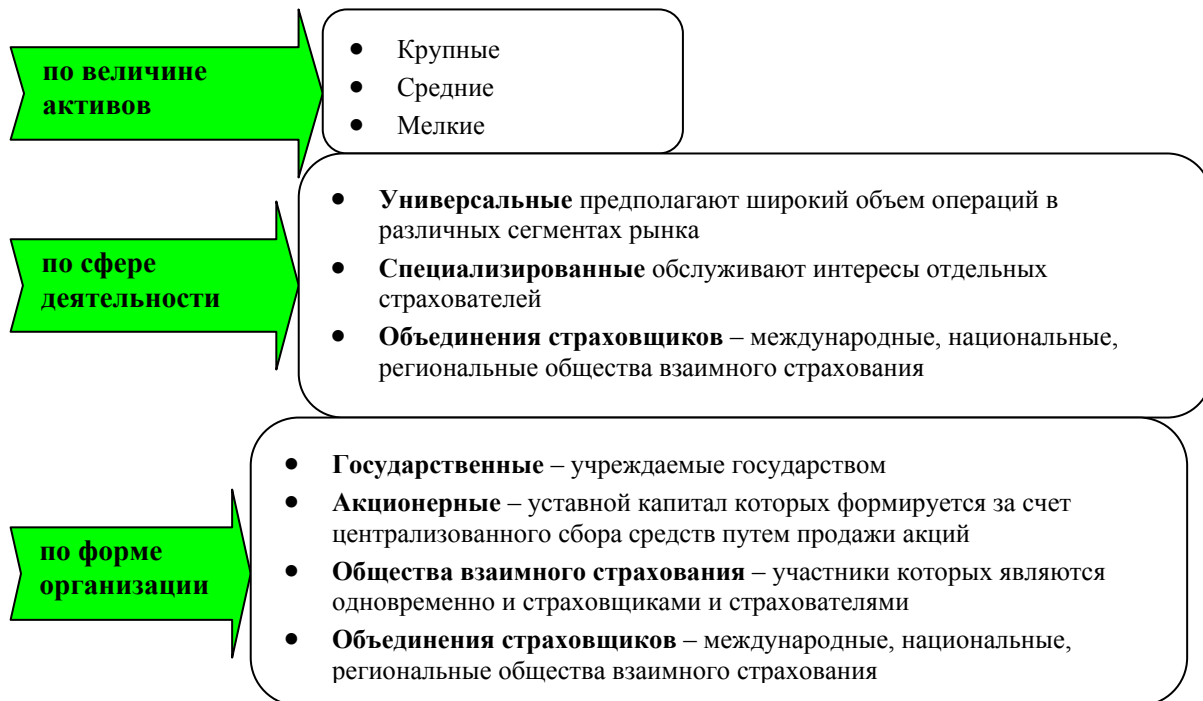 по величине
активов
• Крупные
• Средние
• Мелкие
по сфере
деятельности
• Универсальные предполагают широкий объем операций в
различных сегментах рынка
• Специализированные обслуживают интересы отдельных
страхователей
• Объединения страховщиков – международные, национальные,
региональные общества взаимного страхования
по форме
организации
• Государственные – учреждаемые государством
• Акционерные – уставной капитал которых формируется за счет
централизованного сбора средств путем продажи акций
• Общества взаимного страхования – участники которых являются
одновременно и страховщиками и страхователями
• Объединения страховщиков – международные, национальные,
региональные общества взаимного страхования